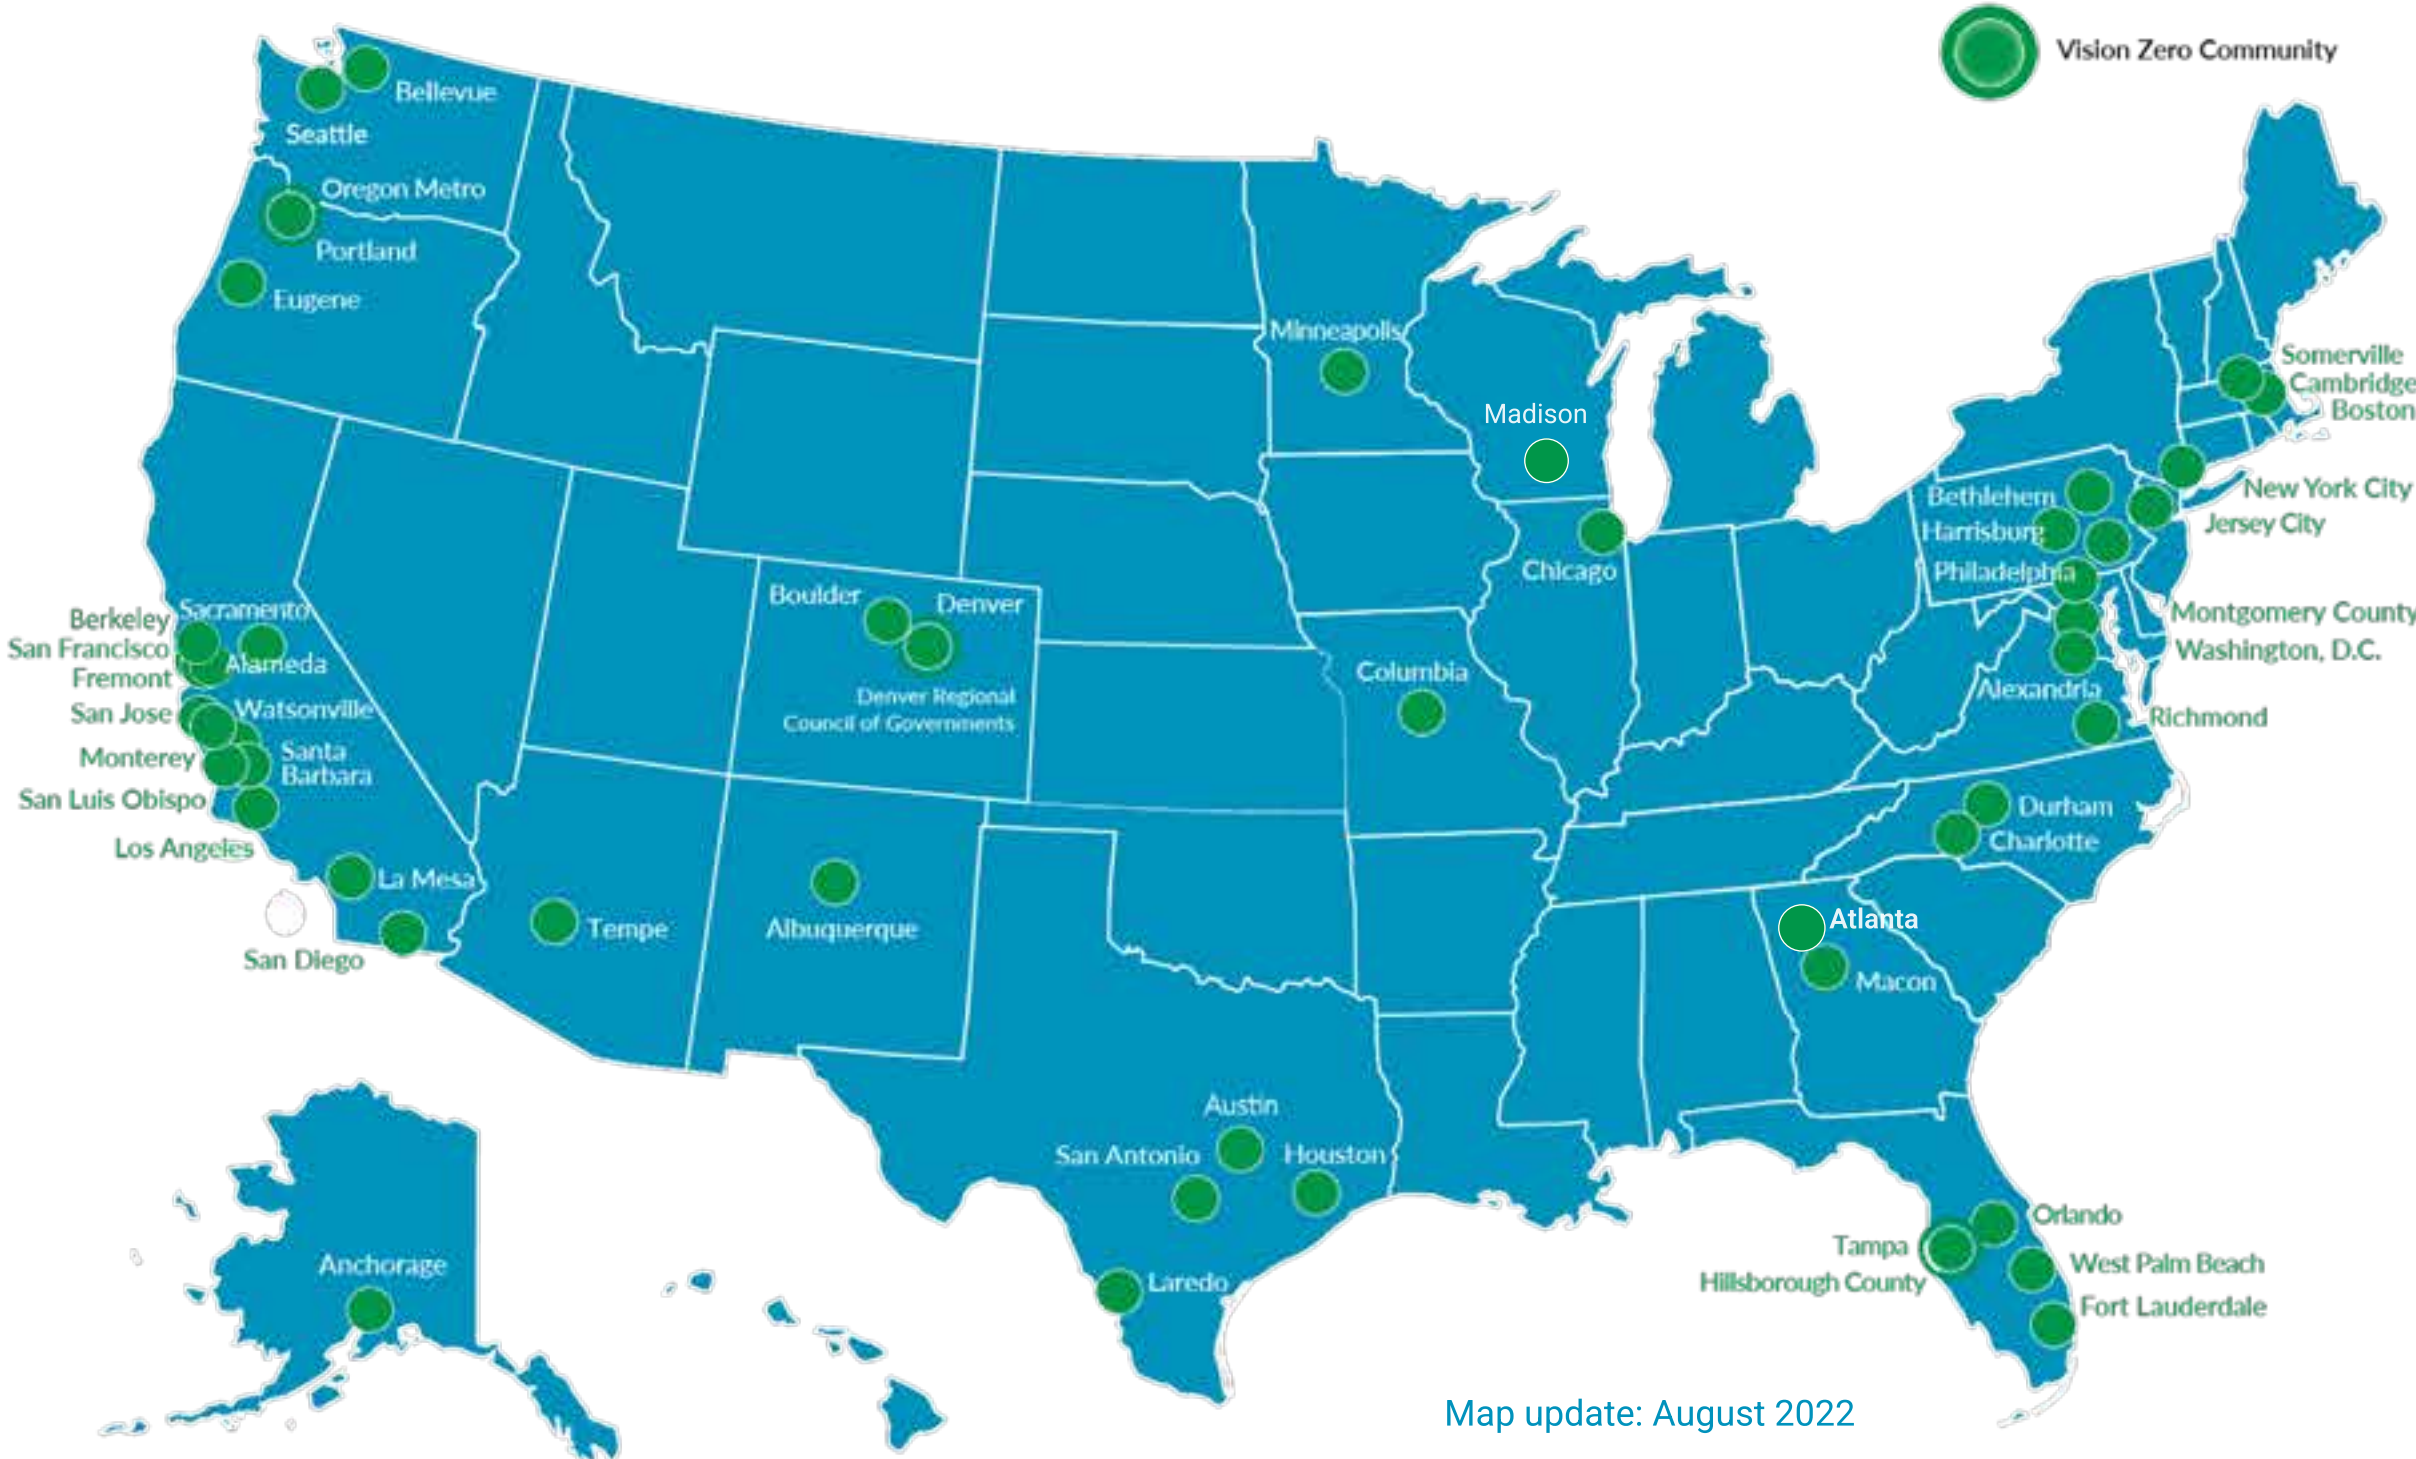 Vision Zero Community
Bellevue
Seattle
Oregon Metro
Portland
Eugene
Minneapolis
Madison
Somerville
Cambridge
Boston
New York City
Jersey City
Bethlehem
Harrisburg
Philadelphia
Chicago
Boulder
Denver
Denver Regional
Council of Governments
Sacramento
Berkeley
San Francisco
Alameda
Fremont
San Jose
Watsonville
Monterey
Santa
Barbara
San Luis Obispo
Los Angeles
La Mesa
San Diego
Tempe
Albuquerque
Columbia
Montgomery County
Washington, D.C.
Alexandria
Richmond
Durham
Charlotte
Atlanta
Macon
Austin
San Antonio
Houston
Laredo
Anchorage
Orlando
Tampa
Hillsborough County
West Palm Beach
Fort Lauderdale
Map update: August 2022